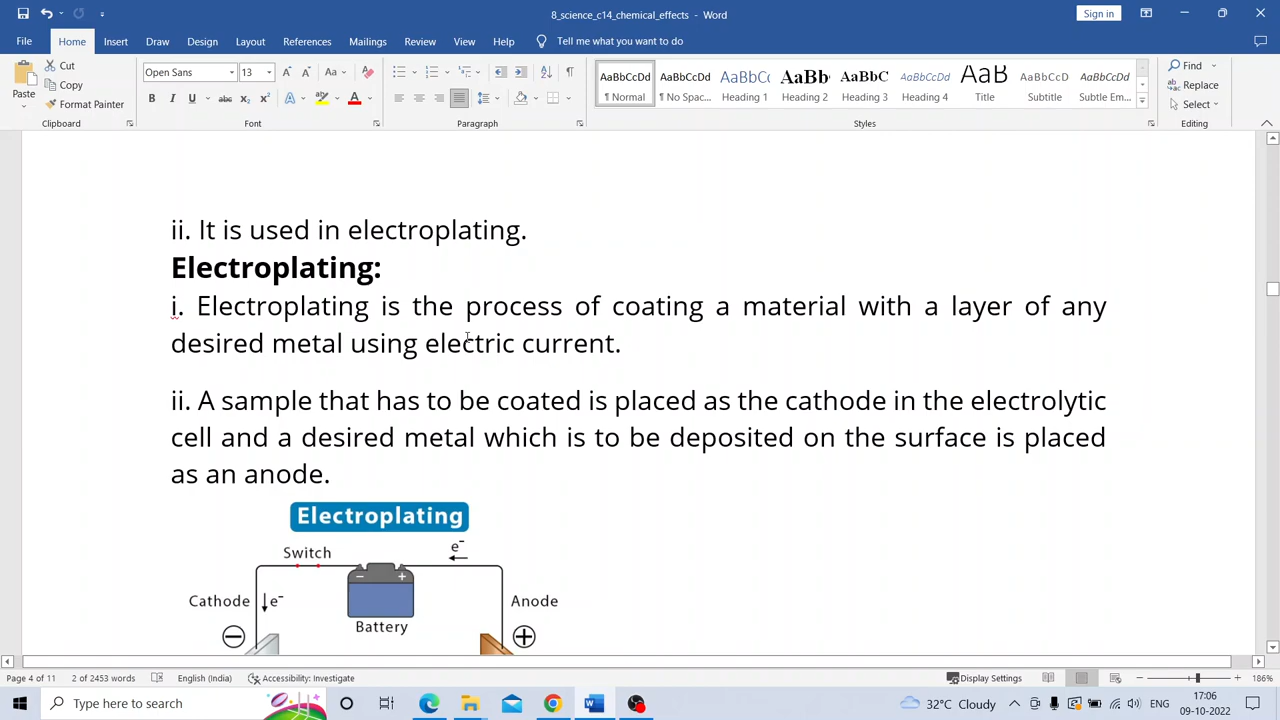 8_science_c14_chemical_effects - Word
Sign in
File Home Insert Draw Design Layout References Mailings Review View Help Tell me what you want to do
Paste
Cut
Copy
Format Painter
Clipboard
Open Sans 13
Font
Paragraph
AaBbCcDd AaBbCcDd AaBbCc AaBb AaBbC AaBbCcDd AaB AaBbCcD AaBbCcDd
¶ Normal ¶ No Spac... Heading 1 Heading 2 Heading 3 Heading 4 Title Subtitle Subtle Em...
Styles
Find
Replace
Select
Editing
ii. It is used in electroplating.
Electroplating:
i. Electroplating is the process of coating a material with a layer of any
desired metal using electric current.
ii. A sample that has to be coated is placed as the cathode in the electrolytic
cell and a desired metal which is to be deposited on the surface is placed
as an anode.
Electroplating
Switch
e⁻
Cathode
e⁻
Battery
Anode
Page 4 of 11 2 of 2453 words English (India) Accessibility: Investigate Display Settings 186%
Type here to search
32°C Cloudy
ENG
17:06
09-10-2022